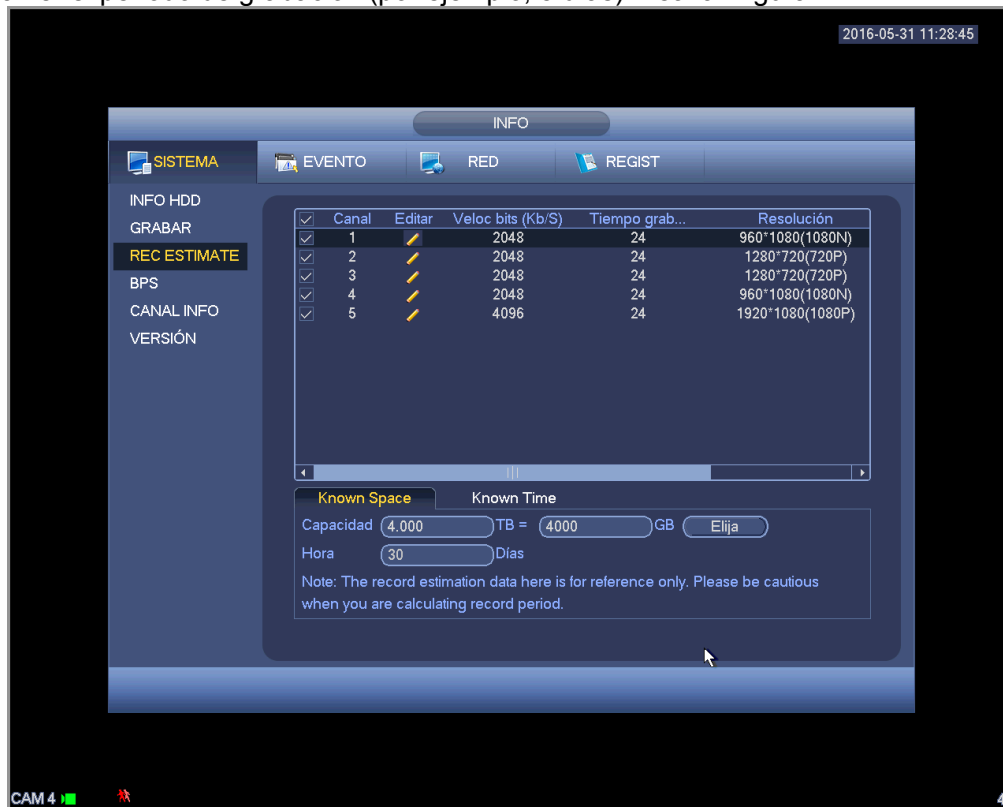 2016-05-31 11:28:45
INFO
SISTEMA EVENTO RED REGIST
INFO HDD
GRABAR
REC ESTIMATE
BPS
CANAL INFO
VERSIÓN
Canal Editar Veloc bits (Kb/S) Tiempo grab... Resolución
1 2048 24 960*1080(1080N)
2 2048 24 1280*720(720P)
3 2048 24 1280*720(720P)
4 2048 24 960*1080(1080N)
5 4096 24 1920*1080(1080P)
Known Space Known Time
Capacidad 4.000 TB = 4000 GB Elija
Hora 30 Días
Note: The record estimation data here is for reference only. Please be cautious
when you are calculating record period.
CAM 4